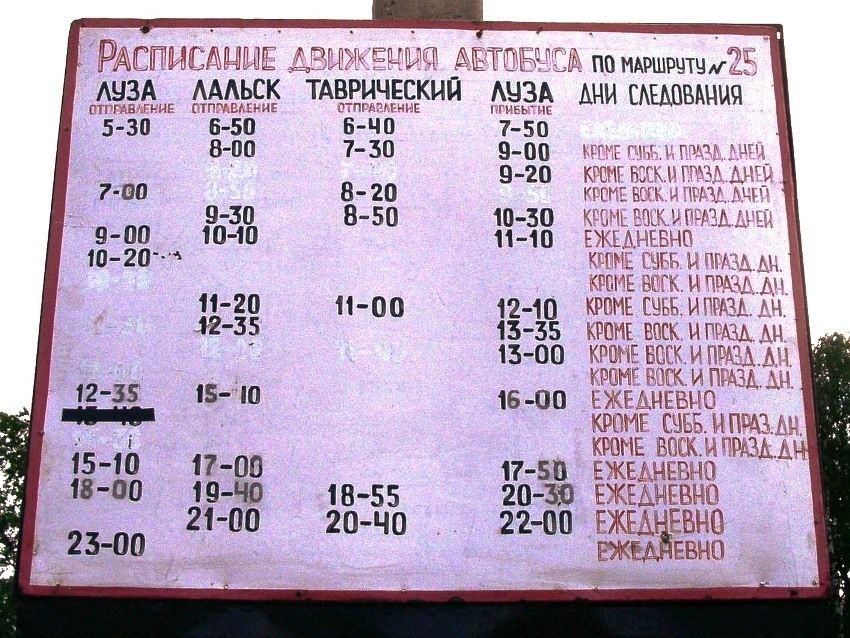 РАСПИСАНИЕ ДВИЖЕНИЯ АВТОБУСА ПО МАРШРУТУ N 25
ЛУЗА ЛАЛЬСК ТАВРИЧЕСКИЙ ЛУЗА ДНИ СЛЕДОВАНИЯ
ОТПРАВЛЕНИЕ ОТПРАВЛЕНИЕ ОТПРАВЛЕНИЕ ПРИБЫТИЕ
5-30 6-50 6-40 7-50
8-00 7-30 9-00 КРОМЕ СУББ. И ПРАЗД. ДНЕЙ
9-20 КРОМЕ ВОСК. И ПРАЗД. ДНЕЙ
7-00 8-20 КРОМЕ ВОСК. И ПРАЗД. ДНЕЙ
9-30 8-50 10-30 КРОМЕ ВОСК. И ПРАЗД. ДНЕЙ
9-00 10-10 11-10 ЕЖЕДНЕВНО
10-20 КРОМЕ СУББ. И ПРАЗД. ДН.
КРОМЕ ВОСК. И ПРАЗД. ДН.
11-20 11-00 12-10 КРОМЕ СУББ. И ПРАЗД. ДН.
12-35 13-35 КРОМЕ ВОСК. И ПРАЗД. ДН.
13-00 КРОМЕ ВОСК. И ПРАЗД. ДН.
КРОМЕ ВОСК. И ПРАЗД. ДН.
12-35 15-10 16-00 ЕЖЕДНЕВНО
КРОМЕ СУББ. И ПРАЗ. ДН.
КРОМЕ ВОСК. И ПРАЗД. ДН
15-10 17-00 17-50 ЕЖЕДНЕВНО
18-00 19-40 18-55 20-30 ЕЖЕДНЕВНО
21-00 20-40 22-00 ЕЖЕДНЕВНО
23-00 ЕЖЕДНЕВНО